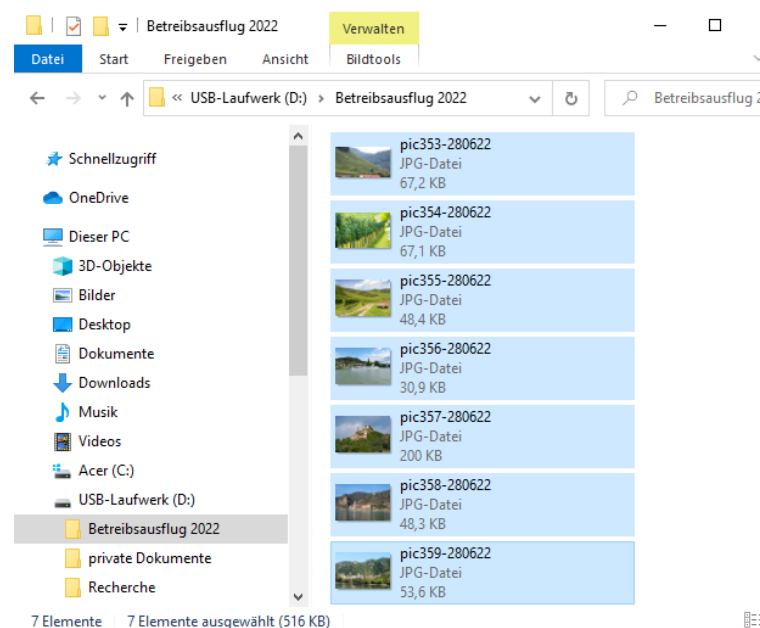 Betreibsausflug 2022
Verwalten
Datei Start Freigeben Ansicht Bildtools
« USB-Laufwerk (D:) › Betreibsausflug 2022
Betreibsausflug 2
Schnellzugriff
OneDrive
Dieser PC
3D-Objekte
Bilder
Desktop
Dokumente
Downloads
Musik
Videos
Acer (C:)
USB-Laufwerk (D:)
Betreibsausflug 2022
private Dokumente
Recherche
pic353-280622
JPG-Datei
67,2 KB
pic354-280622
JPG-Datei
67,1 KB
pic355-280622
JPG-Datei
48,4 KB
pic356-280622
JPG-Datei
30,9 KB
pic357-280622
JPG-Datei
200 KB
pic358-280622
JPG-Datei
48,3 KB
pic359-280622
JPG-Datei
53,6 KB
7 Elemente 7 Elemente ausgewählt (516 KB)